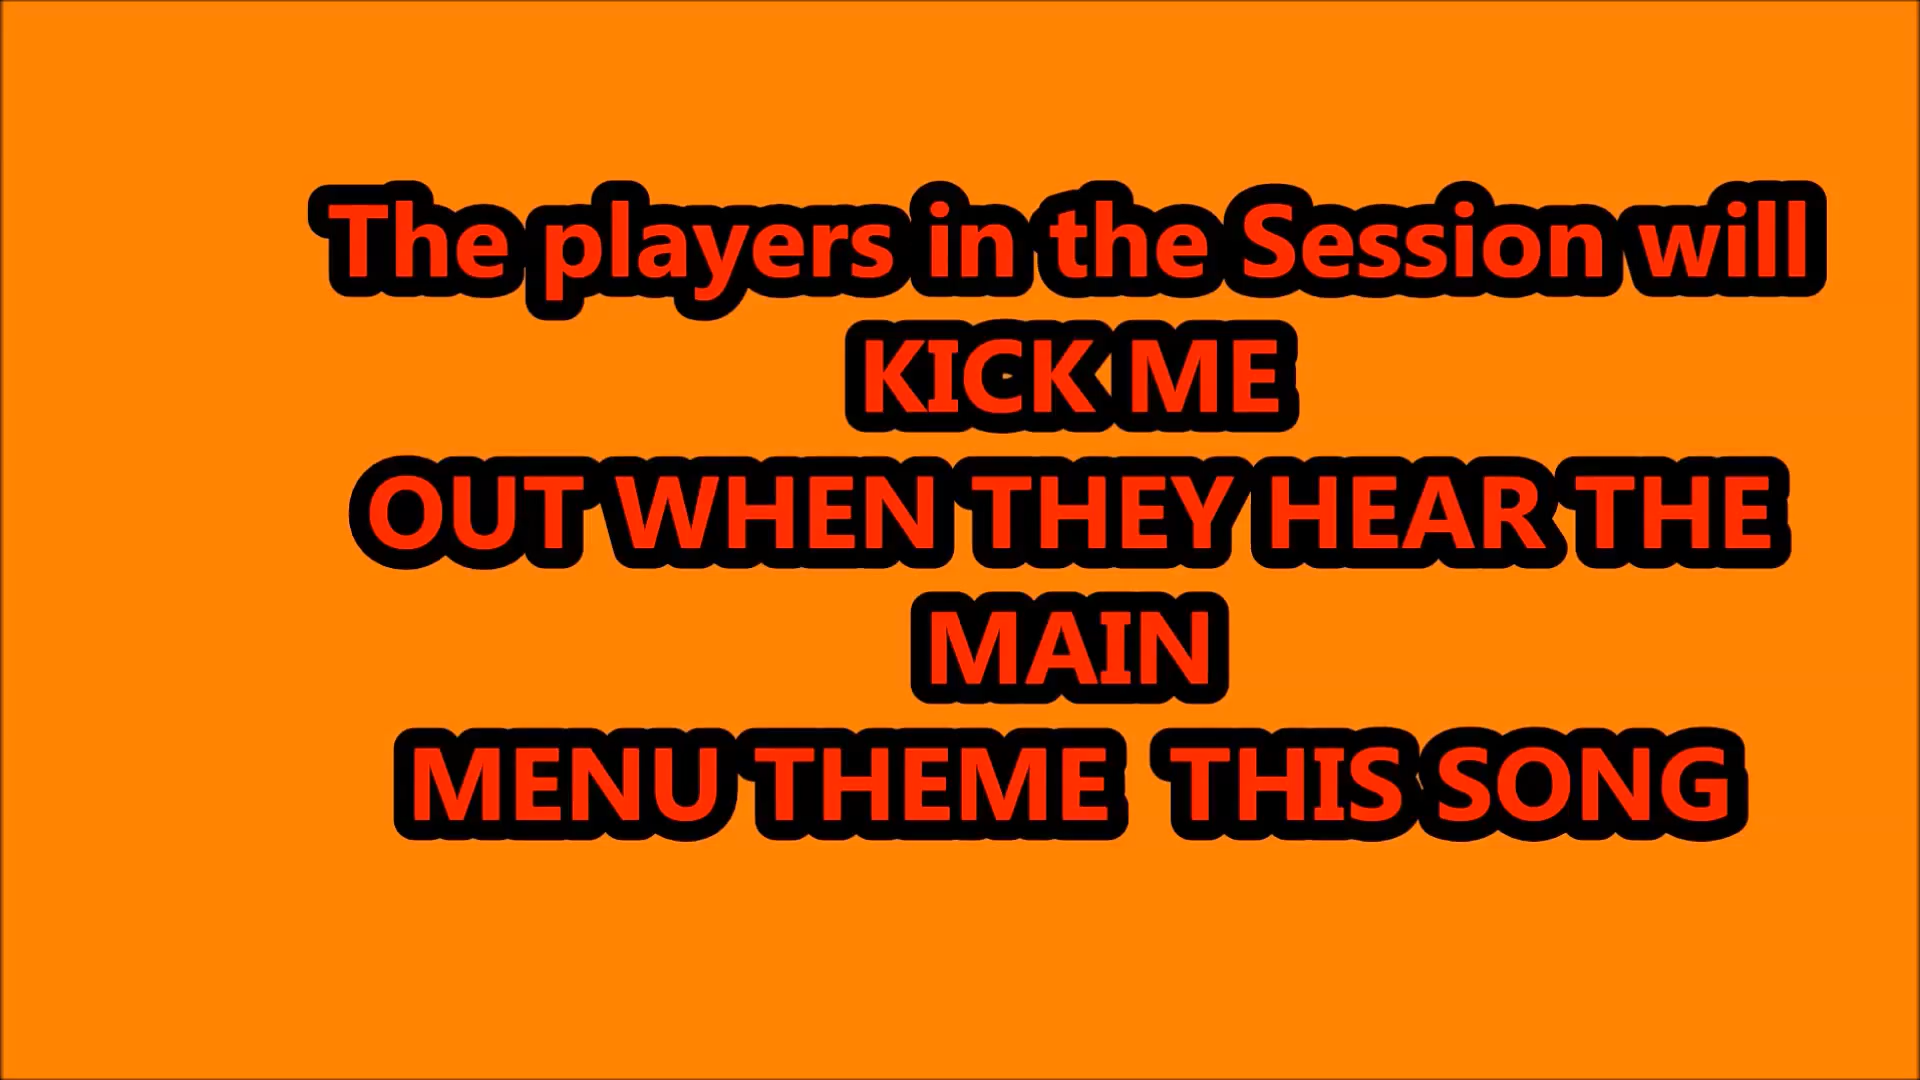 The players in the Session will
KICK ME
OUT WHEN THEY HEAR THE
MAIN
MENU THEME  THIS SONG